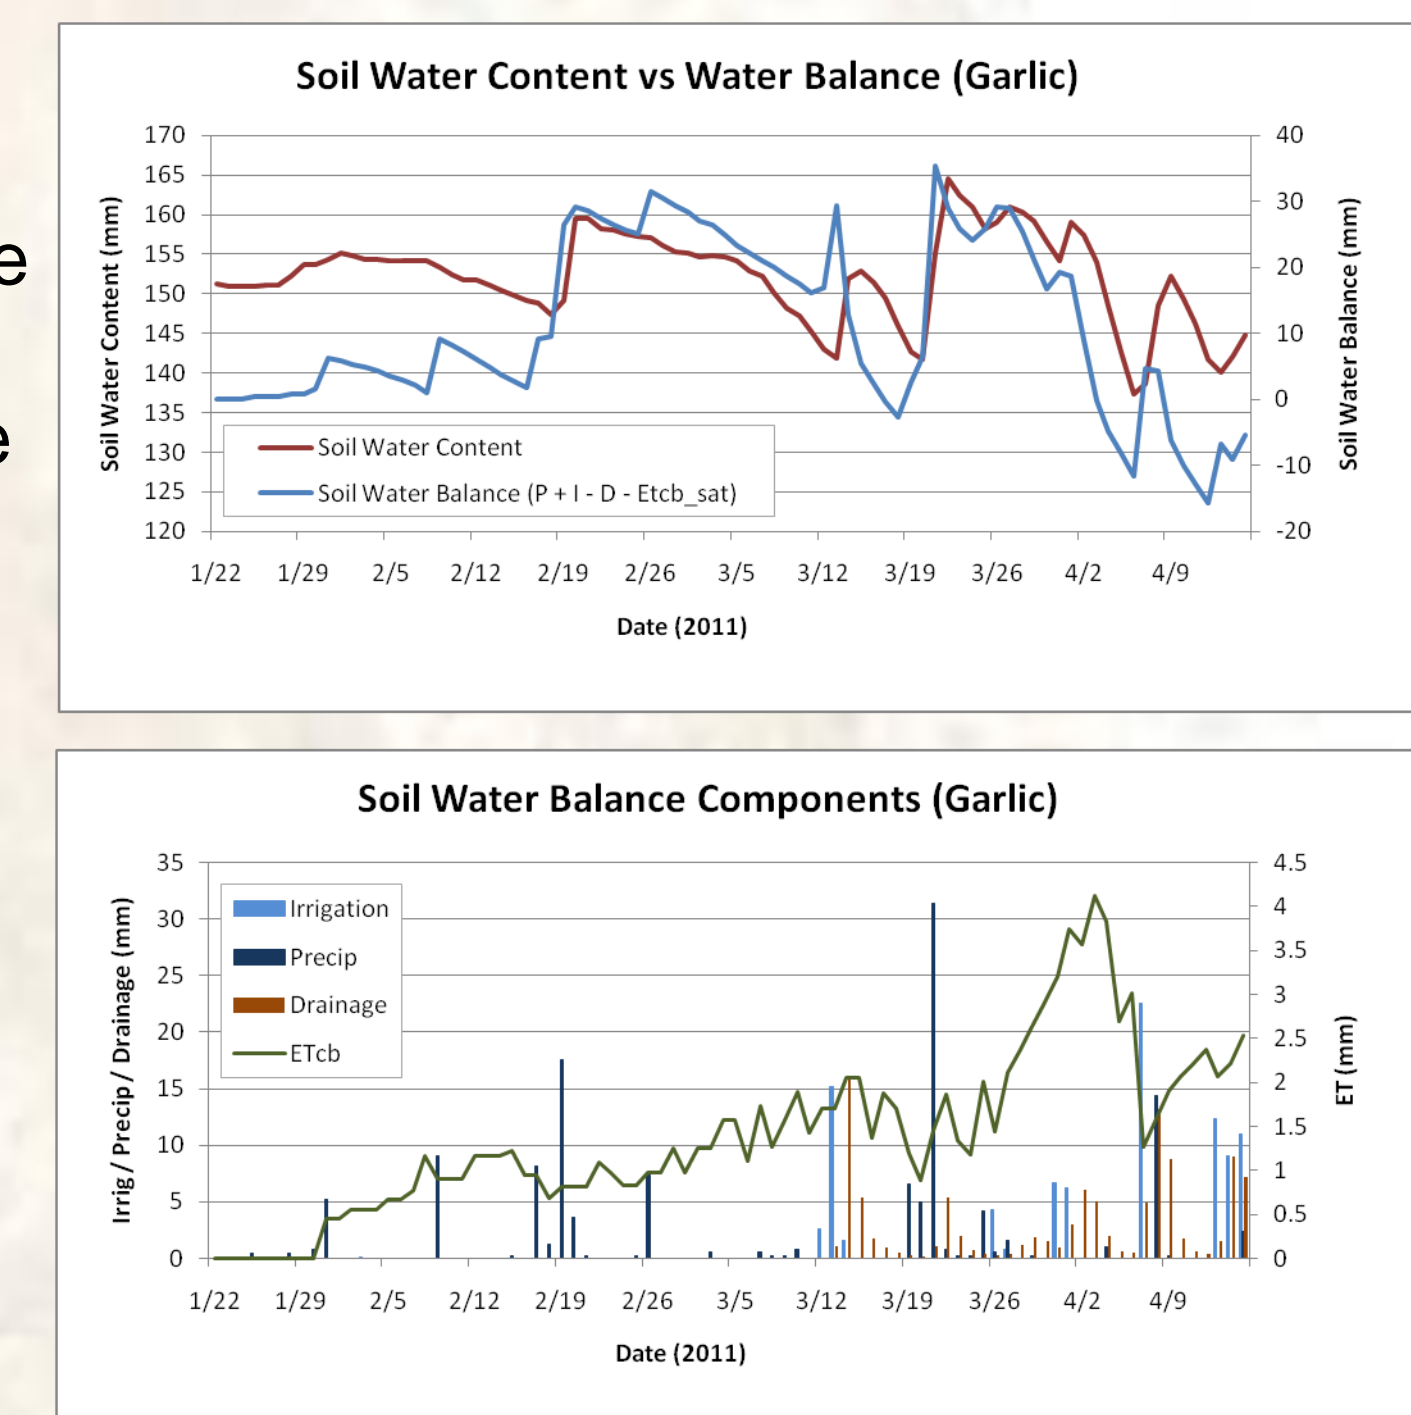 e
e
Soil Water Content vs Water Balance (Garlic)
Soil Water Content (mm)
170
165
160
155
150
145
140
135
130
125
120
40
30
20
10
0
-10
-20
Soil Water Balance (mm)
Soil Water Content
Soil Water Balance (P + I - D - Etcb_sat)
1/22 1/29 2/5 2/12 2/19 2/26 3/5 3/12 3/19 3/26 4/2 4/9
Date (2011)
Soil Water Balance Components (Garlic)
Irrig / Precip / Drainage (mm)
35
30
25
20
15
10
5
0
4.5
4
3.5
3
2.5
2
1.5
1
0.5
0
ET (mm)
Irrigation
Precip
Drainage
ETcb
1/22 1/29 2/5 2/12 2/19 2/26 3/5 3/12 3/19 3/26 4/2 4/9
Date (2011)